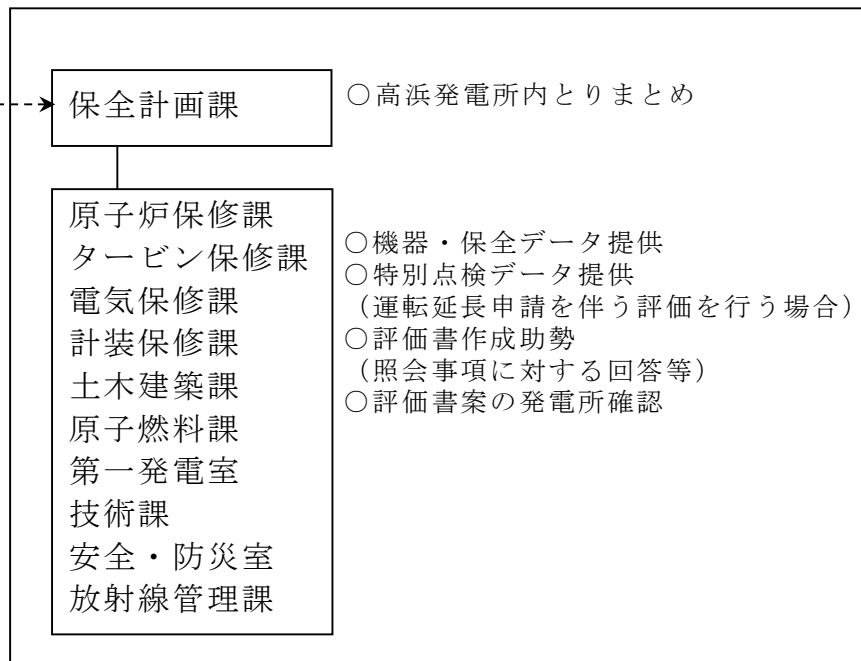 保全計画課
○高浜発電所内とりまとめ
原子炉保修課
タービン保修課
電気保修課
計装保修課
土木建築課
原子燃料課
第一発電室
技術課
安全・防災室
放射線管理課
○機器・保全データ提供
○特別点検データ提供
（運転延長申請を伴う評価を行う場合）
○評価書作成助勢
（照会事項に対する回答等）
○評価書案の発電所確認